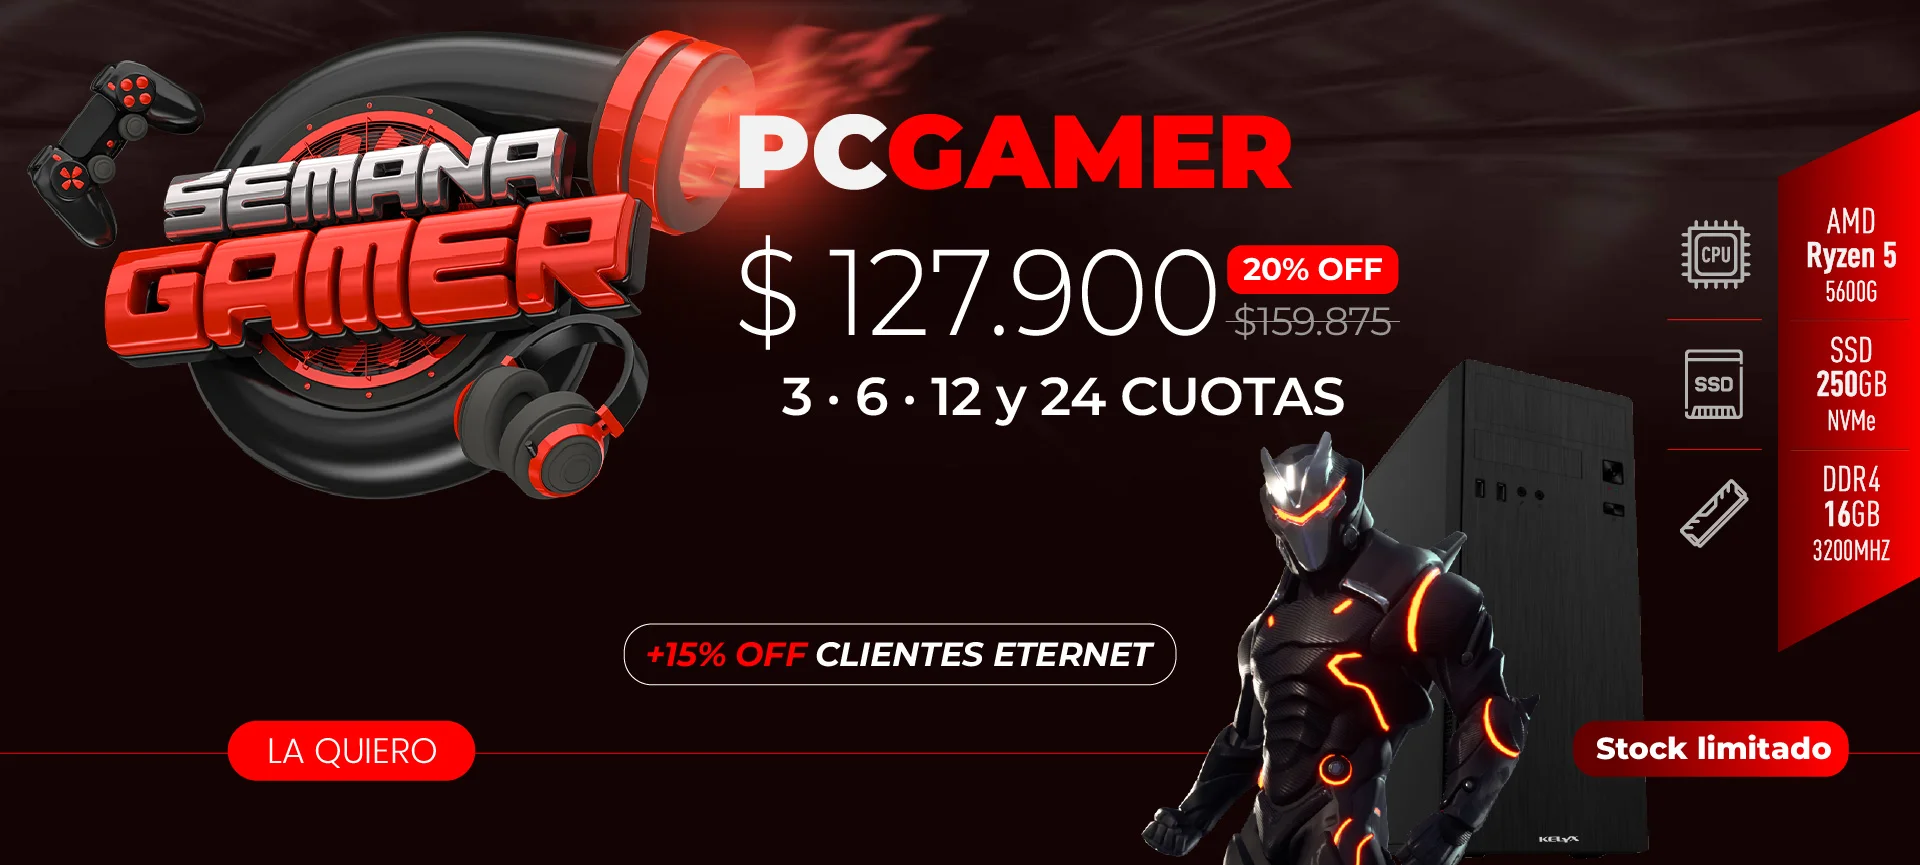 SEMANA
GAMER
PCGAMER
$ 127.900
20% OFF
$159.875
3 · 6 · 12 y 24 CUOTAS
+15% OFF CLIENTES ETERNET
LA QUIERO
CPU
AMD
Ryzen 5
5600G
SSD
SSD
250GB
NVMe
DDR4
16GB
3200MHZ
Stock limitado
KELYX